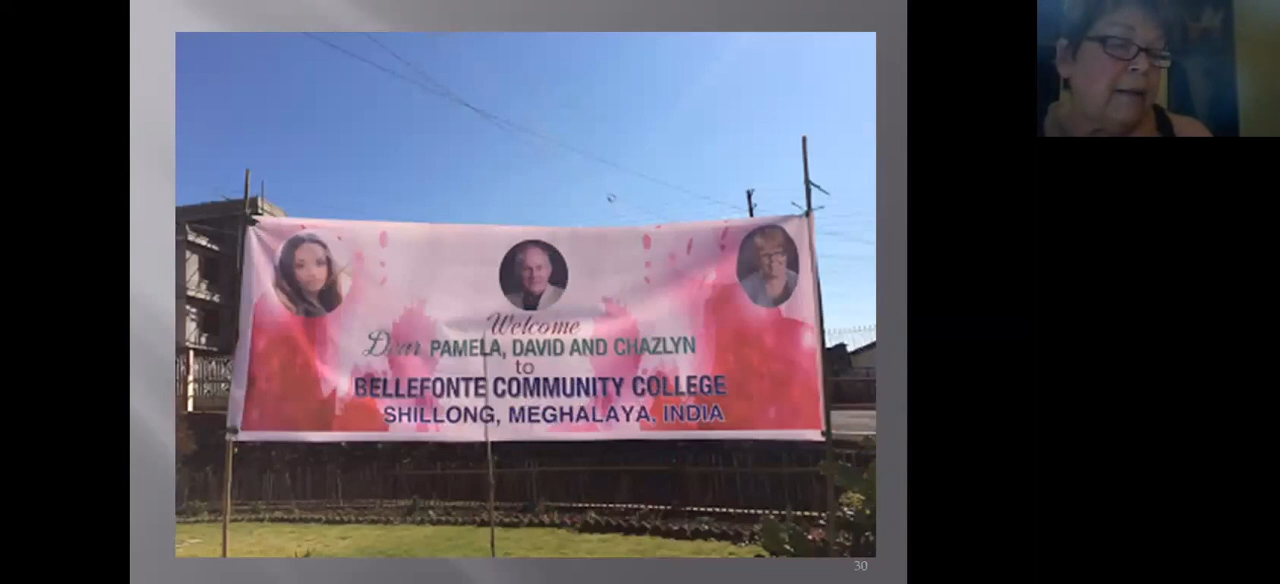 Welcome
Dear PAMELA, DAVID AND CHAZLYN
to
BELLEFONTE COMMUNITY COLLEGE
SHILLONG, MEGHALAYA, INDIA
30